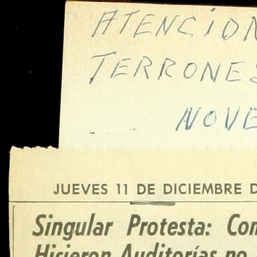 ATENCION
TERRONES
NOVE
JUEVES 11 DE DICIEMBRE D
Singular Protesta: Con
Hicieron Auditorías no